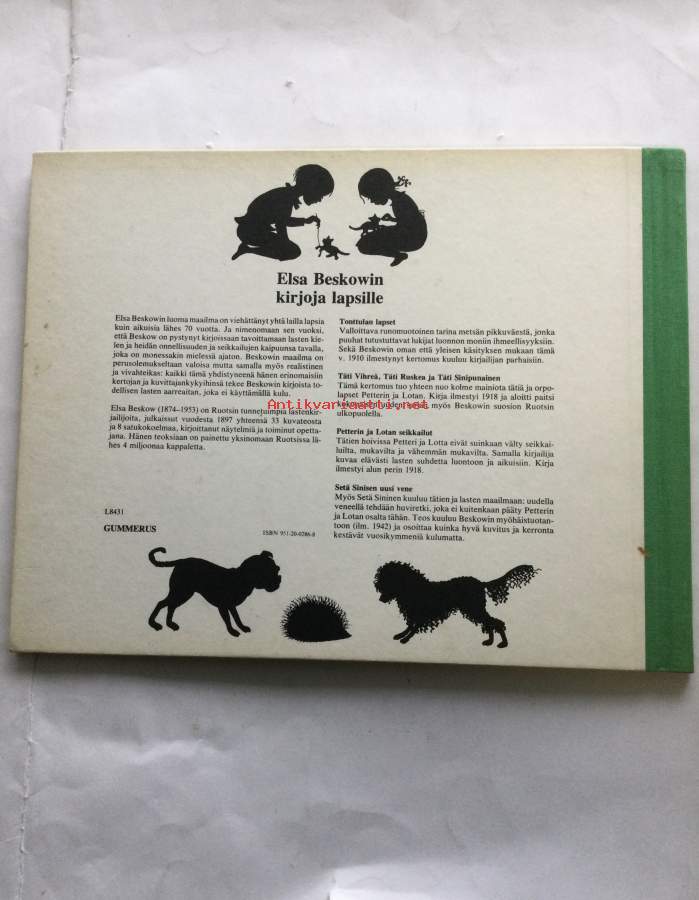 Elsa Beskowin
kirjoja lapsille
Elsa Beskowin luoma maailma on viehättänyt yhtä lailla lapsia
kuin aikuisia lähes 70 vuotta. Ja nimenomaan sen vuoksi,
että Beskow on pystynyt kirjoissaan tavoittamaan lasten kie-
len ja heidän onnellisuuden ja seikkailujen kaipuunsa tavalla,
joka on monessakin mielessä ajaton. Beskowin maailma on
perusolemukseltaan valoisa mutta samalla myös realistinen
ja vivahteikas: kaikki tämä yhdistyneenä hänen erinomaisiin
kertojan ja kuvittajankykyihinsä tekee Beskowin kirjoista to-
dellisen lasten aarreaitan, joka ei käyttämällä kulu.
Elsa Beskow (1874–1953) on Ruotsin tunnetuimpia lastenkir-
jailijoita, julkaissut vuodesta 1897 yhteensä 33 kuvateosta
ja 8 satukokoelmaa, kirjoittanut näytelmiä ja toiminut opetta-
jana. Hänen teoksiaan on painettu yksinomaan Ruotsissa lä-
hes 4 miljoonaa kappaletta.
L8431
GUMMERUS
ISBN 951-20-0286-8
Tonttulan lapset
Valloittava runomuotoinen tarina metsän pikkuväestä, jonka
puuhat tutustuttavat lukijat luonnon moniin ihmeellisyyksiin.
Sekä Beskowin oman että yleisen käsityksen mukaan tämä
v. 1910 ilmestynyt kertomus kuuluu kirjailijan parhaisiin.
Täti Vihreä, Täti Ruskea ja Täti Sinipunainen
Tämä kertomus tuo yhteen nuo kolme mainiota tätiä ja orpo-
lapset Petterin ja Lotan. Kirja ilmestyi 1918 ja aloitti paitsi
myös Beskowin suosion Ruotsin
ulkopuolella.
Petterin ja Lotan seikkailut
Tätien hoivissa Petteri ja Lotta eivät suinkaan välty seikkai-
luilta, mukavilta ja vähemmän mukavilta. Samalla kirjailija
kuvaa elävästi lasten suhdetta luontoon ja aikuisiin. Kirja
ilmestyi alun perin 1918.
Setä Sinisen uusi vene
Myös Setä Sininen kuuluu tätien ja lasten maailmaan: uudella
veneellä tehdään huviretki, joka ei kuitenkaan pääty Petterin
ja Lotan osalta tähän. Teos kuuluu Beskowin myöhäistuotan-
toon (ilm. 1942) ja osoittaa kuinka hyvä kuvitus ja kerronta
kestävät vuosikymmeniä kulumatta.
Antikvariaatti.net